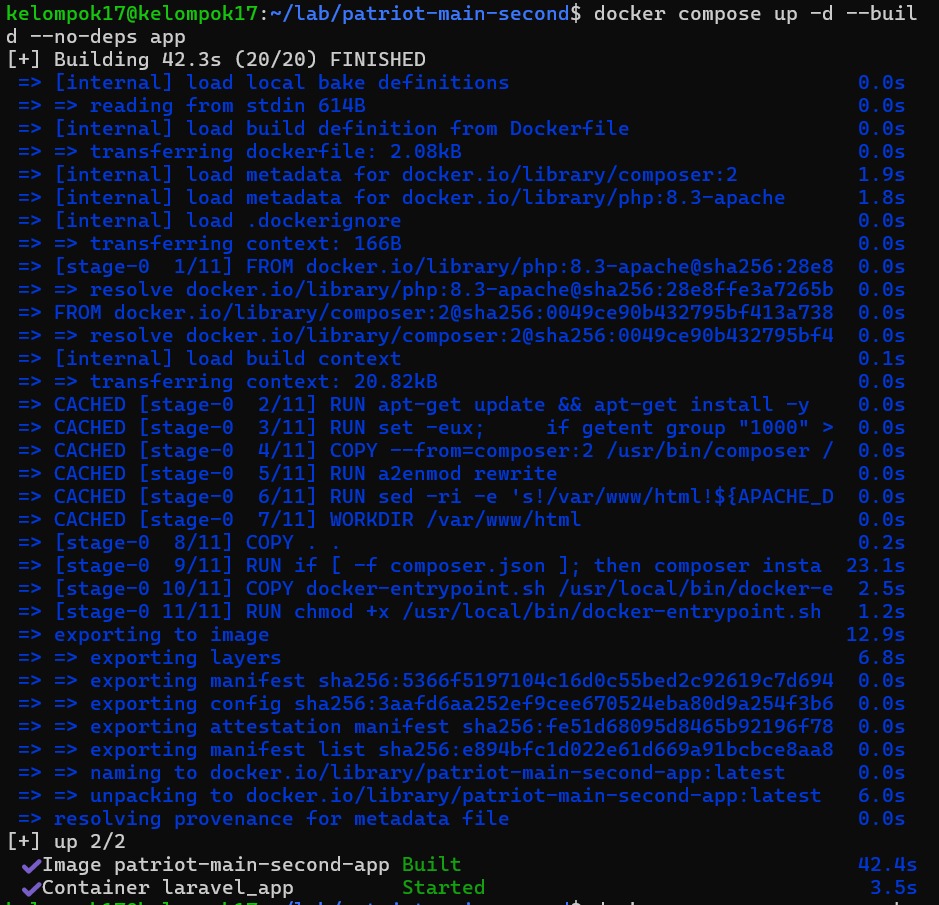 kelompok17@kelompok17:~/lab/patriot-main-second$ docker compose up -d --buil
d --no-deps app
[+] Building 42.3s (20/20) FINISHED
=> [internal] load local bake definitions 0.0s
=> => reading from stdin 614B 0.0s
=> [internal] load build definition from Dockerfile 0.0s
=> => transferring dockerfile: 2.08kB 0.0s
=> [internal] load metadata for docker.io/library/composer:2 1.9s
=> [internal] load metadata for docker.io/library/php:8.3-apache 1.8s
=> [internal] load .dockerignore 0.0s
=> => transferring context: 166B 0.0s
=> [stage-0  1/11] FROM docker.io/library/php:8.3-apache@sha256:28e8 0.0s
=> => resolve docker.io/library/php:8.3-apache@sha256:28e8ffe3a7265b 0.0s
=> FROM docker.io/library/composer:2@sha256:0049ce90b432795bf413a738 0.0s
=> => resolve docker.io/library/composer:2@sha256:0049ce90b432795bf4 0.0s
=> [internal] load build context 0.1s
=> => transferring context: 20.82kB 0.0s
=> CACHED [stage-0  2/11] RUN apt-get update && apt-get install -y 0.0s
=> CACHED [stage-0  3/11] RUN set -eux;     if getent group "1000" > 0.0s
=> CACHED [stage-0  4/11] COPY --from=composer:2 /usr/bin/composer / 0.0s
=> CACHED [stage-0  5/11] RUN a2enmod rewrite 0.0s
=> CACHED [stage-0  6/11] RUN sed -ri -e 's!/var/www/html!${APACHE_D 0.0s
=> CACHED [stage-0  7/11] WORKDIR /var/www/html 0.0s
=> [stage-0  8/11] COPY . . 0.2s
=> [stage-0  9/11] RUN if [ -f composer.json ]; then composer insta 23.1s
=> [stage-0 10/11] COPY docker-entrypoint.sh /usr/local/bin/docker-e 2.5s
=> [stage-0 11/11] RUN chmod +x /usr/local/bin/docker-entrypoint.sh 1.2s
=> exporting to image 12.9s
=> => exporting layers 6.8s
=> => exporting manifest sha256:5366f5197104c16d0c55bed2c92619c7d694 0.0s
=> => exporting config sha256:3aafd6aa252ef9cee670524eba80d9a254f3b6 0.0s
=> => exporting attestation manifest sha256:fe51d68095d8465b92196f78 0.0s
=> => exporting manifest list sha256:e894bfc1d022e61d669a91bcbce8aa8 0.0s
=> => naming to docker.io/library/patriot-main-second-app:latest 0.0s
=> => unpacking to docker.io/library/patriot-main-second-app:latest 6.0s
=> resolving provenance for metadata file 0.0s
[+] up 2/2
✔Image patriot-main-second-app Built 42.4s
✔Container laravel_app Started 3.5s